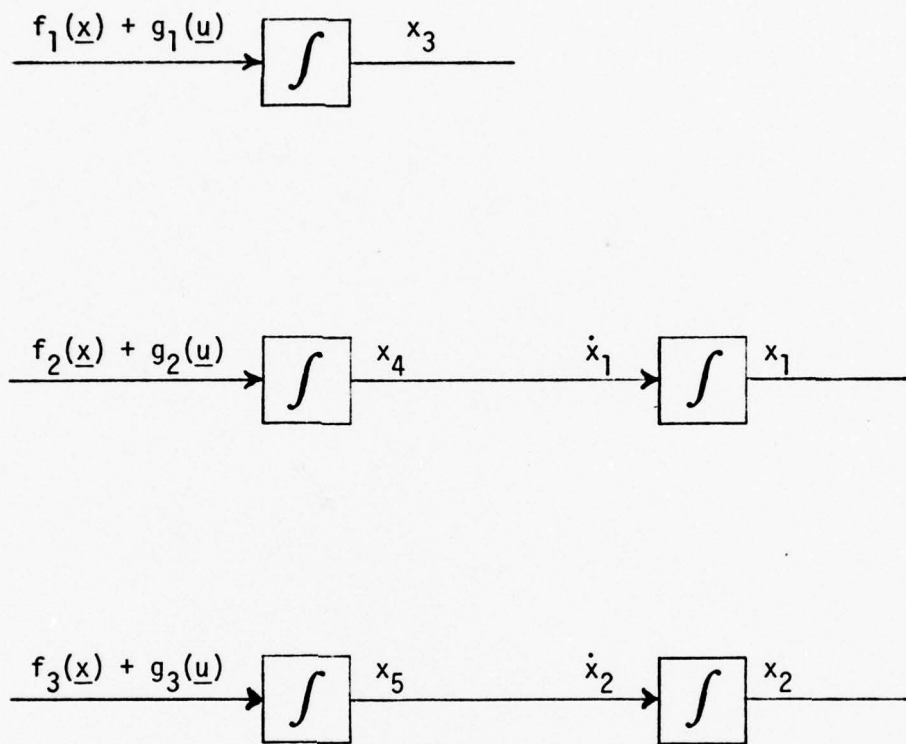 f₁(x̲) + g₁(u̲) ∫ x₃
f₂(x̲) + g₂(u̲) ∫ x₄ ẋ₁ ∫ x₁
f₃(x̲) + g₃(u̲) ∫ x₅ ẋ₂ ∫ x₂